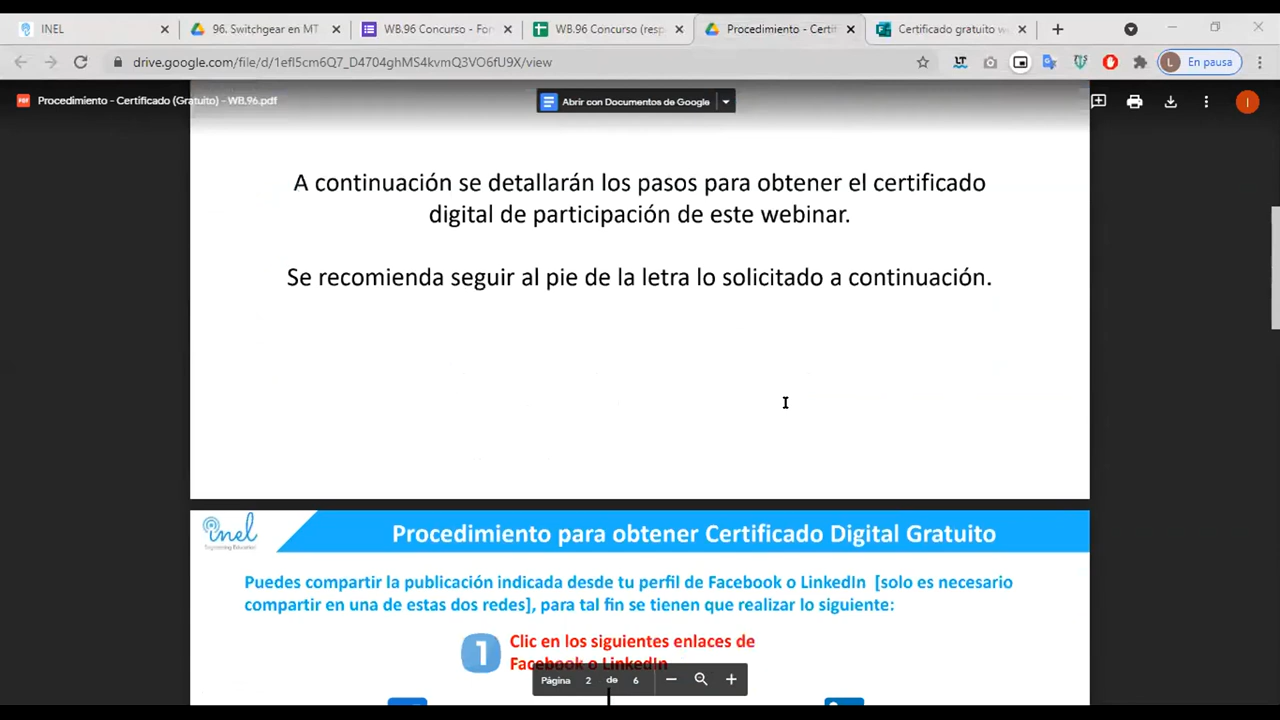 INEL
96. Switchgear en MT
WB.96 Concurso - For
WB.96 Concurso (resp
Procedimiento - Certif
Certificado gratuito w
drive.google.com/file/d/1efI5cm6Q7_D4704ghMS4kvmQ3VO6fU9X/view
LT
L
En pausa
Procedimiento - Certificado (Gratuito) - WB.96.pdf
Abrir con Documentos de Google
I
A continuación se detallarán los pasos para obtener el certificado
digital de participación de este webinar.
Se recomienda seguir al pie de la letra lo solicitado a continuación.
inel
Engineering Education
Procedimiento para obtener Certificado Digital Gratuito
Puedes compartir la publicación indicada desde tu perfil de Facebook o LinkedIn [solo es necesario
compartir en una de estas dos redes], para tal fin se tienen que realizar lo siguiente:
1
Clic en los siguientes enlaces de
Facebook o LinkedIn
Página 2 de 6